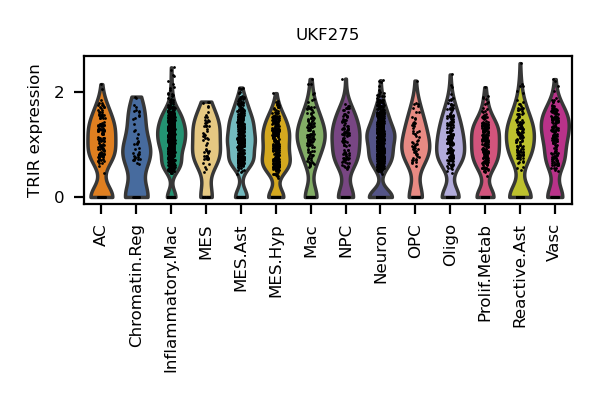 UKF275
TRIR expression
2
0
AC
Chromatin.Reg
Inflammatory.Mac
MES
MES.Ast
MES.Hyp
Mac
NPC
Neuron
OPC
Oligo
Prolif.Metab
Reactive.Ast
Vasc